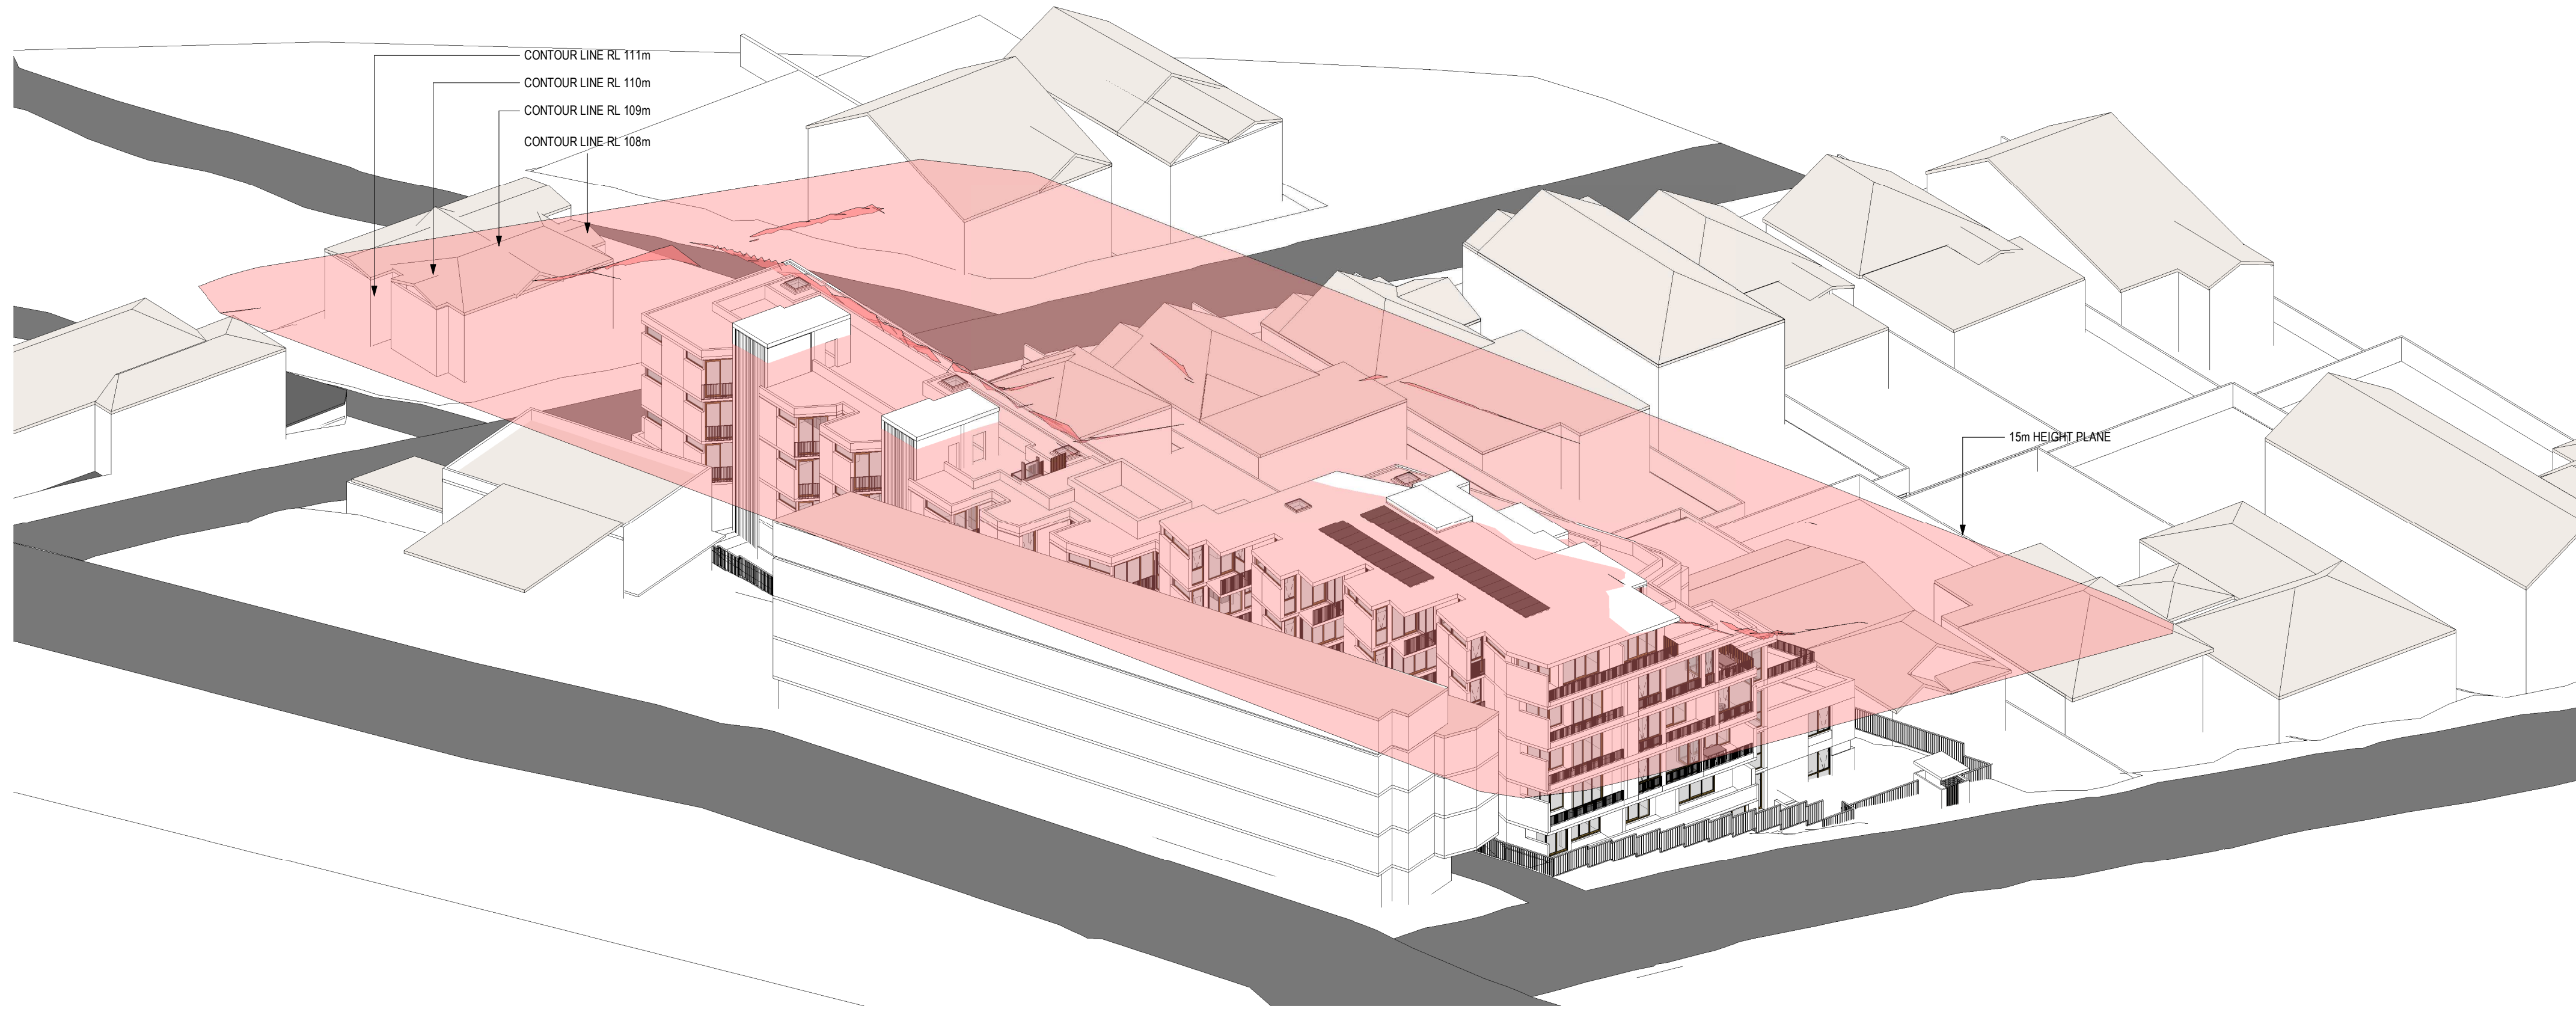 CONTOUR LINE RL 111m
CONTOUR LINE RL 110m
CONTOUR LINE RL 109m
CONTOUR LINE RL 108m
15m HEIGHT PLANE